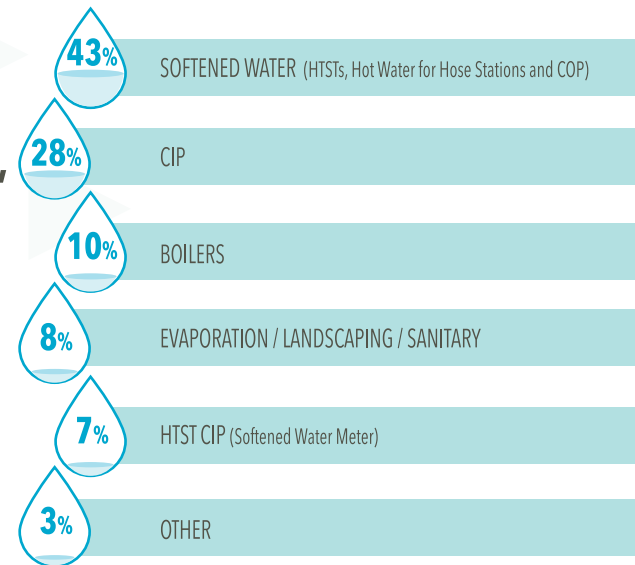 43% SOFTENED WATER (HTSTs, Hot Water for Hose Stations and COP)
28% CIP
10% BOILERS
8% EVAPORATION / LANDSCAPING / SANITARY
7% HTST CIP (Softened Water Meter)
3% OTHER